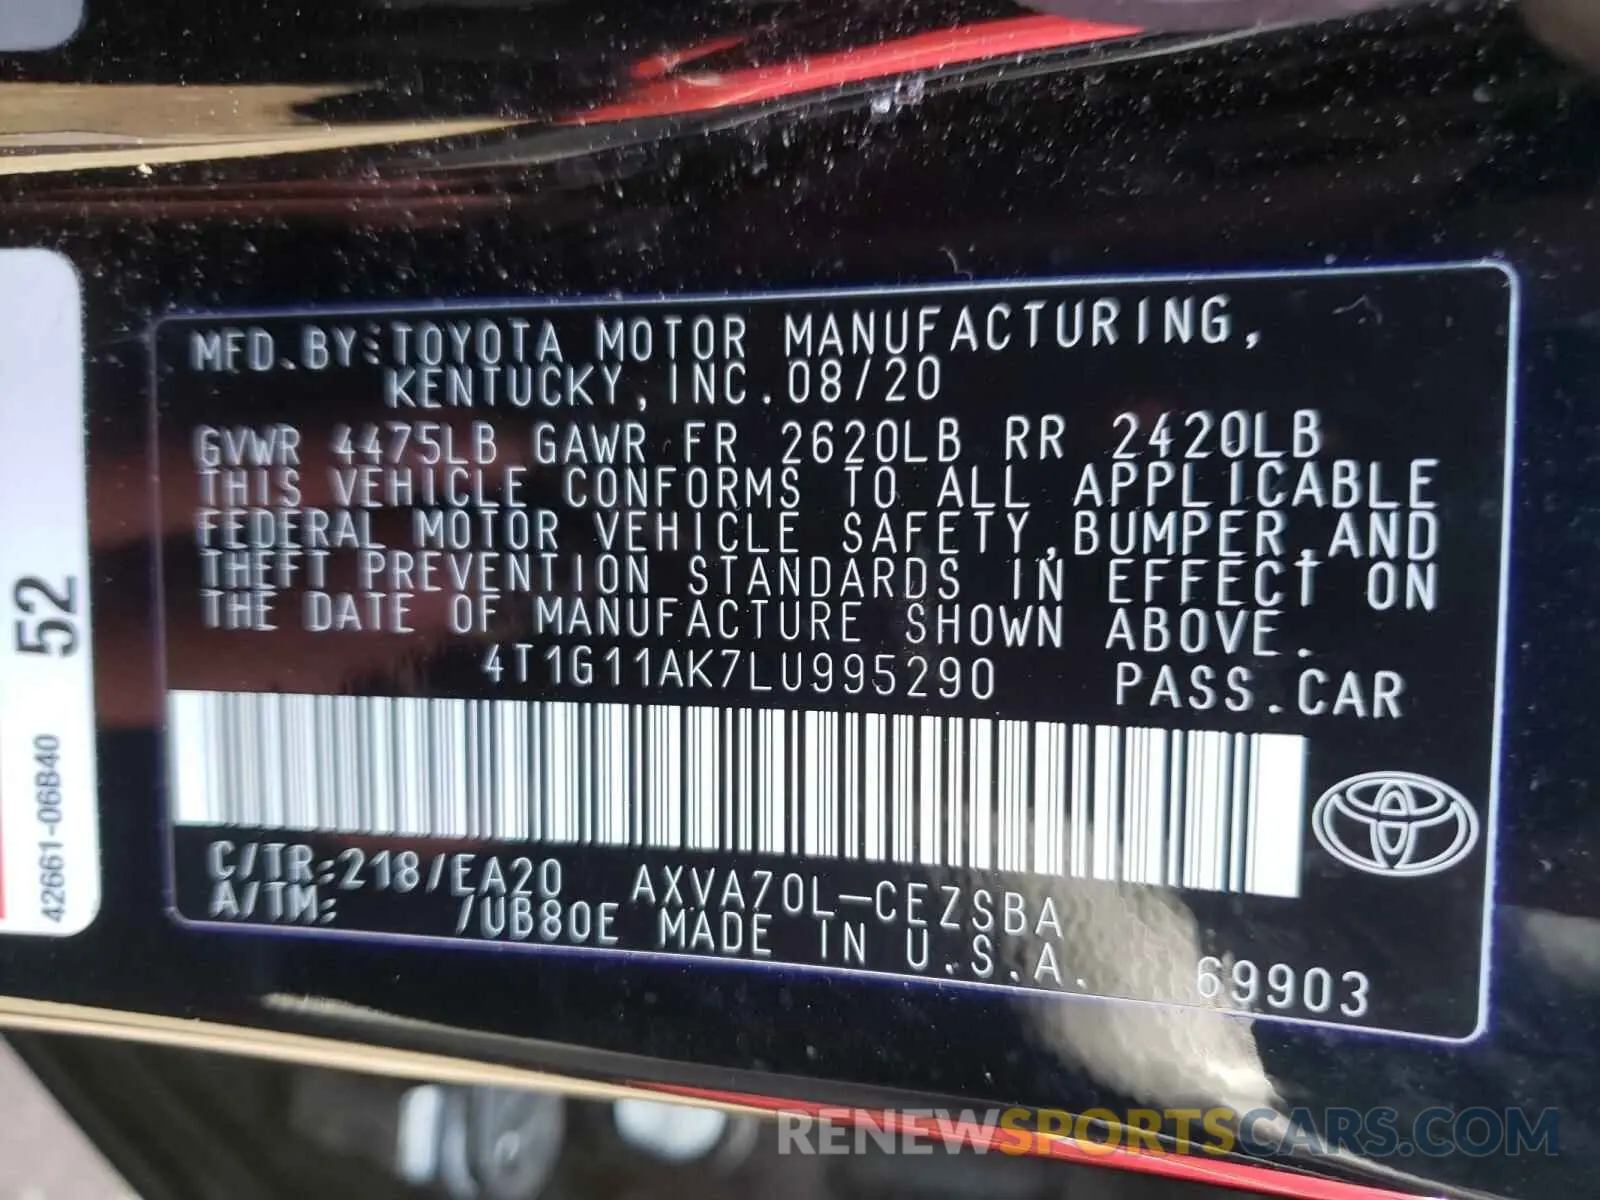 MFD.BY:TOYOTA MOTOR MANUFACTURING,
KENTUCKY,INC.08/20
GVWR 4475LB GAWR FR 2620LB RR 2420LB
THIS VEHICLE CONFORMS TO ALL APPLICABLE
FEDERAL MOTOR VEHICLE SAFETY,BUMPER,AND
THEFT PREVENTION STANDARDS IN EFFECT ON
THE DATE OF MANUFACTURE SHOWN ABOVE.
4T1G11AK7LU995290 PASS.CAR
C/TR:218/EA20 AXVA70L-CEZSBA
A/TM: /UB80E MADE IN U.S.A. 69903
52
42661-06B40
RENEWSPORTSCARS.COM